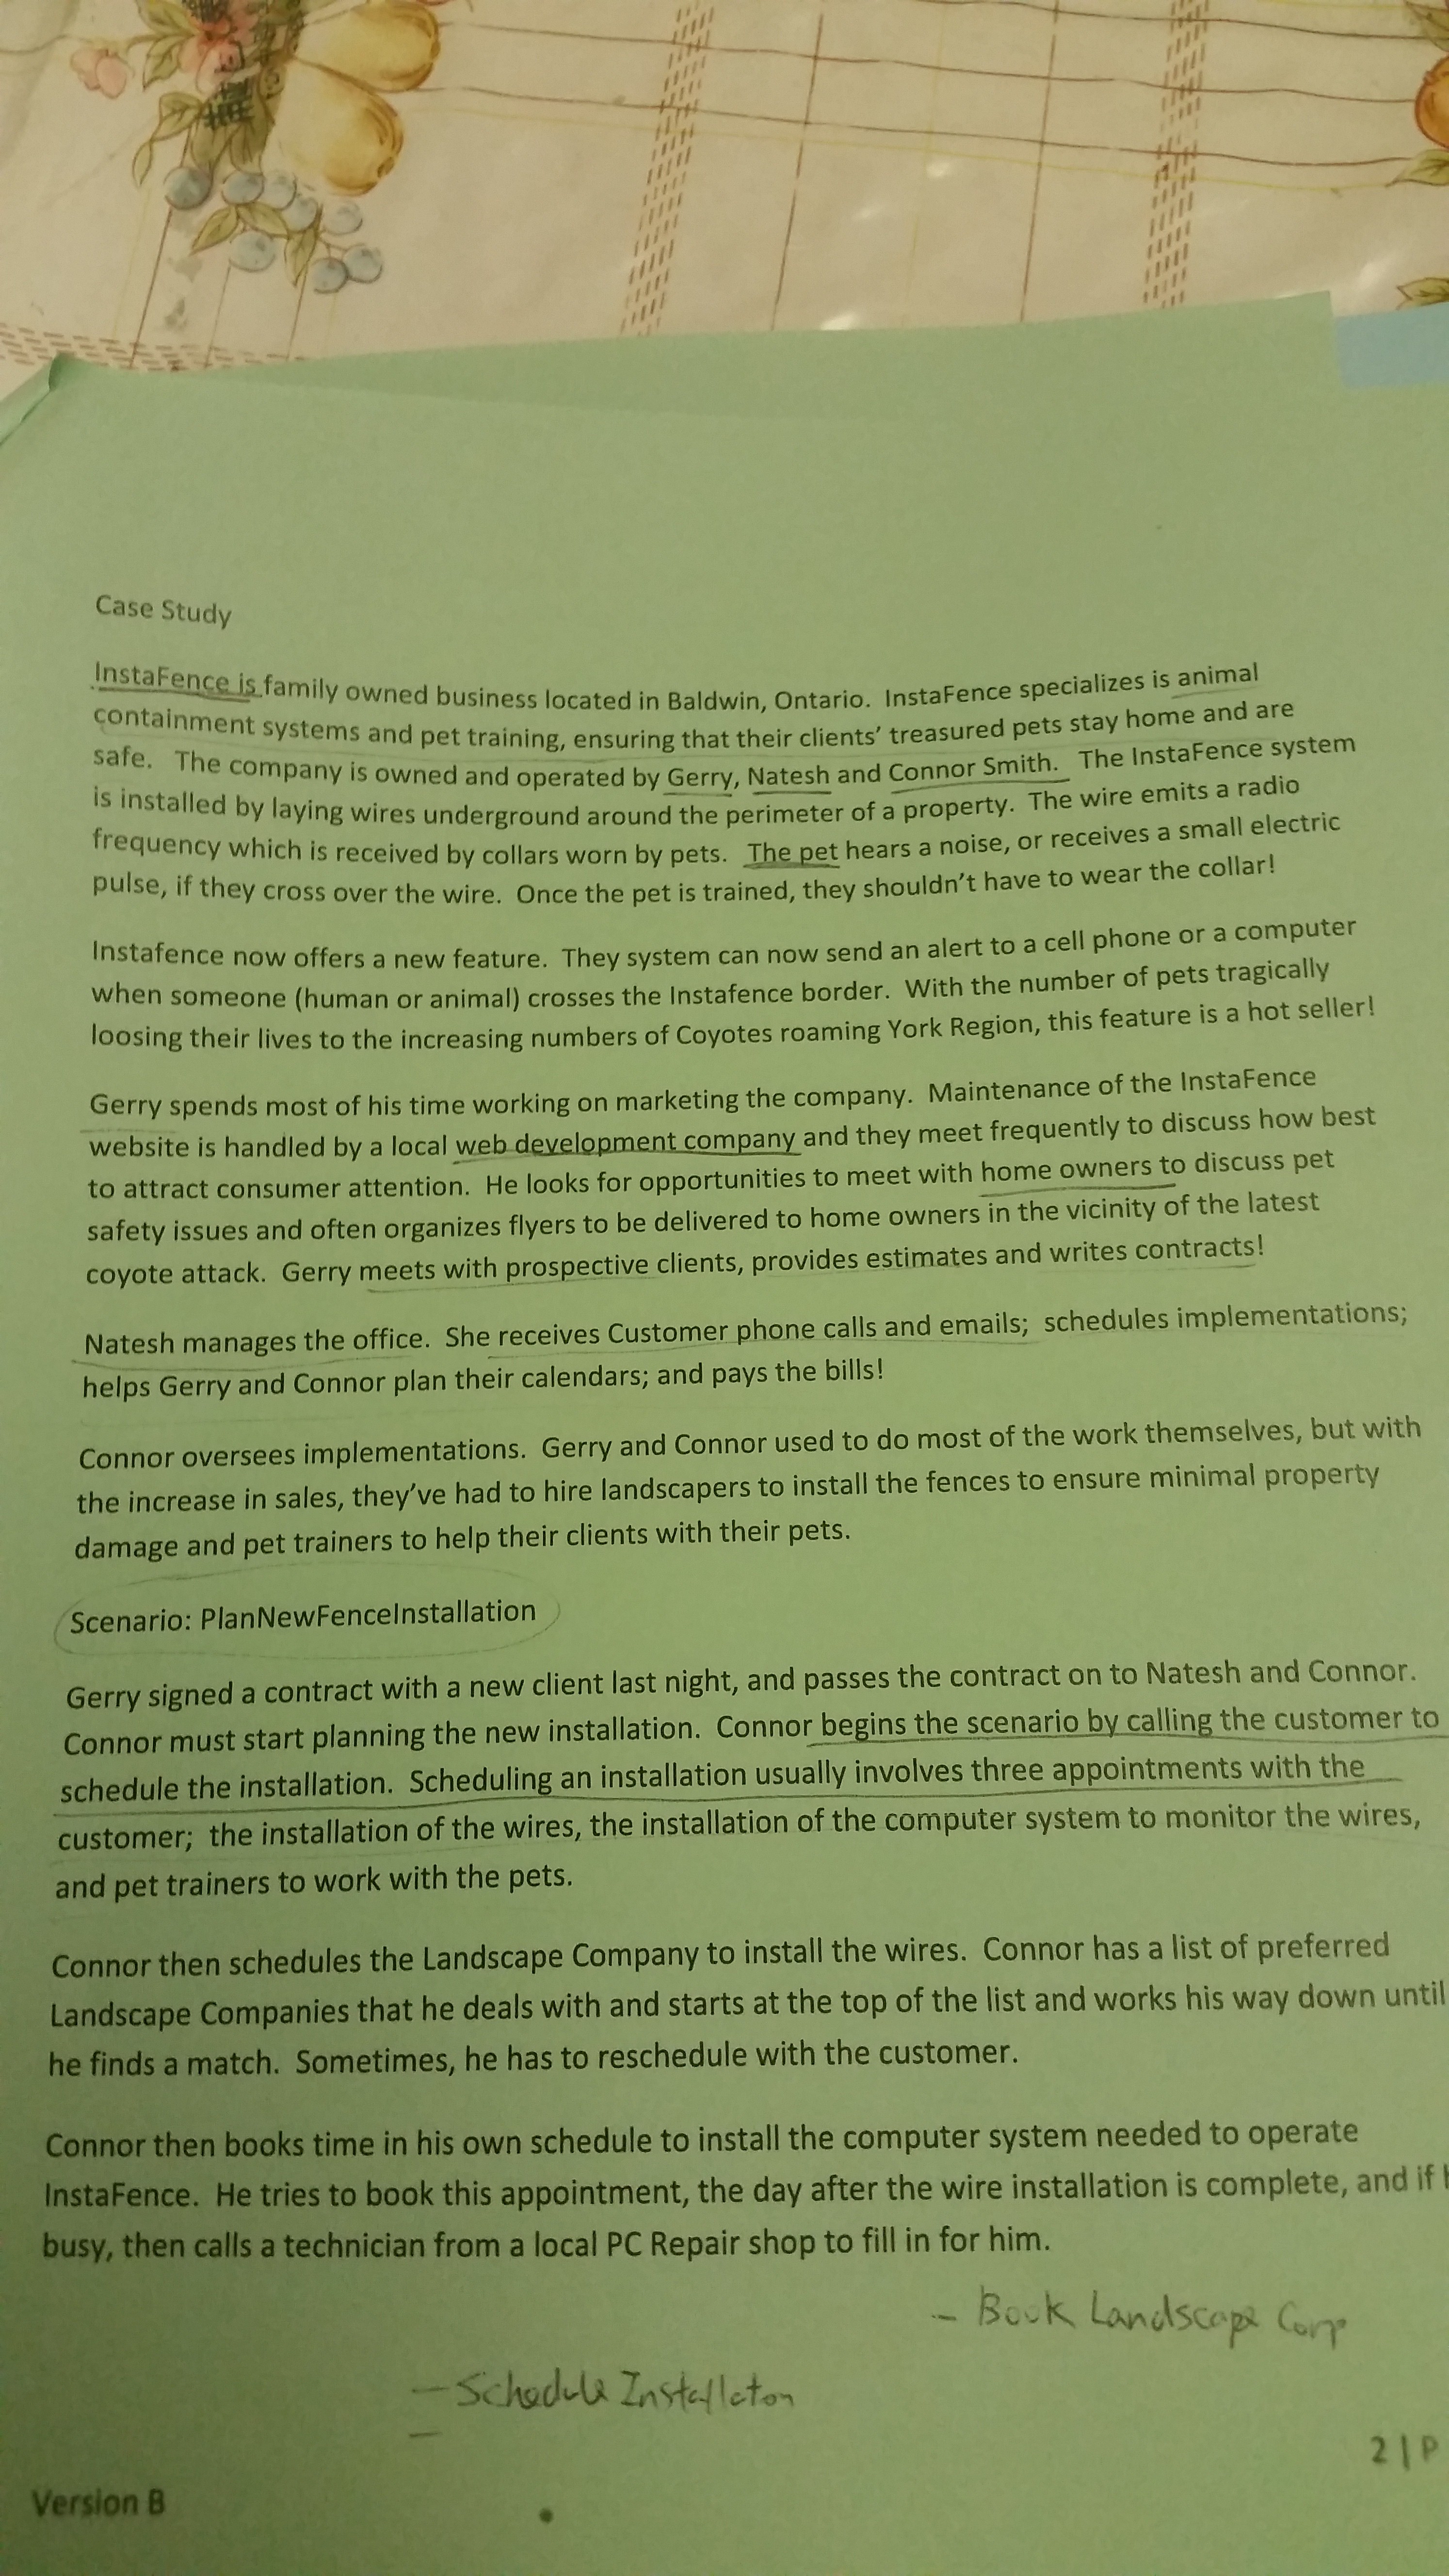 Case Study
InstaFence is family owned business located in Baldwin, Ontario. InstaFence specializes is animal
containment systems and pet training, ensuring that their clients' treasured pets stay home and are
safe. The company is owned and operated by Gerry, Natesh and Connor Smith. The InstaFence system
is installed by laying wires underground around the perimeter of a property. The wire emits a radio
frequency which is received by collars worn by pets. The pet hears a noise, or receives a small electric
pulse, if they cross over the wire. Once the pet is trained, they shouldn't have to wear the collar!
Instafence now offers a new feature. They system can now send an alert to a cell phone or a computer
when someone (human or animal) crosses the Instafence border. With the number of pets tragically
loosing their lives to the increasing numbers of Coyotes roaming York Region, this feature is a hot seller!
Gerry spends most of his time working on marketing the company. Maintenance of the InstaFence
website is handled by a local web development company and they meet frequently to discuss how best
to attract consumer attention. He looks for opportunities to meet with home owners to discuss pet
safety issues and often organizes flyers to be delivered to home owners in the vicinity of the latest
coyote attack. Gerry meets with prospective clients, provides estimates and writes contracts!
Natesh manages the office. She receives Customer phone calls and emails; schedules implementations;
helps Gerry and Connor plan their calendars; and pays the bills!
Connor oversees implementations. Gerry and Connor used to do most of the work themselves, but with
the increase in sales, they've had to hire landscapers to install the fences to ensure minimal property
damage and pet trainers to help their clients with their pets.
Scenario: PlanNewFenceInstallation
Gerry signed a contract with a new client last night, and passes the contract on to Natesh and Connor.
Connor must start planning the new installation. Connor begins the scenario by calling the customer to
schedule the installation. Scheduling an installation usually involves three appointments with the
customer; the installation of the wires, the installation of the computer system to monitor the wires,
and pet trainers to work with the pets.
Connor then schedules the Landscape Company to install the wires. Connor has a list of preferred
Landscape Companies that he deals with and starts at the top of the list and works his way down until
he finds a match. Sometimes, he has to reschedule with the customer.
Connor then books time in his own schedule to install the computer system needed to operate
InstaFence. He tries to book this appointment, the day after the wire installation is complete, and if
busy, then calls a technician from a local PC Repair shop to fill in for him.
- Book Landscape Corp
- Schedule Installaton
-
2 | P
Version B